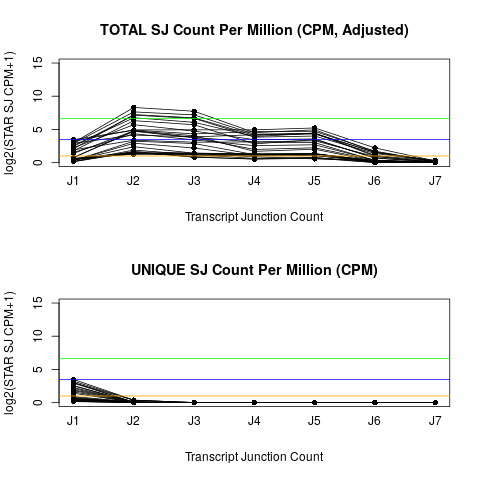 TOTAL SJ Count Per Million (CPM, Adjusted)
log2(STAR SJ CPM+1)
15
10
5
0
J1 J2 J3 J4 J5 J6 J7
Transcript Junction Count
UNIQUE SJ Count Per Million (CPM)
log2(STAR SJ CPM+1)
15
10
5
0
J1 J2 J3 J4 J5 J6 J7
Transcript Junction Count